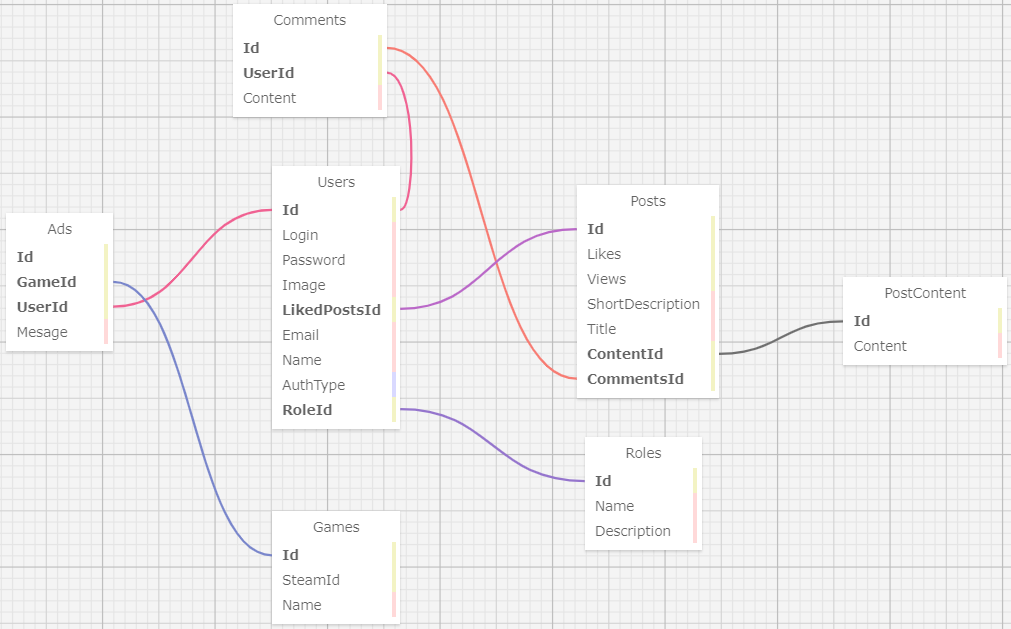 Comments
Id
UserId
Content
Users
Id
Login
Password
Image
LikedPostsId
Email
Name
AuthType
RoleId
Ads
Id
GameId
UserId
Mesage
Posts
Id
Likes
Views
ShortDescription
Title
ContentId
CommentsId
PostContent
Id
Content
Roles
Id
Name
Description
Games
Id
SteamId
Name